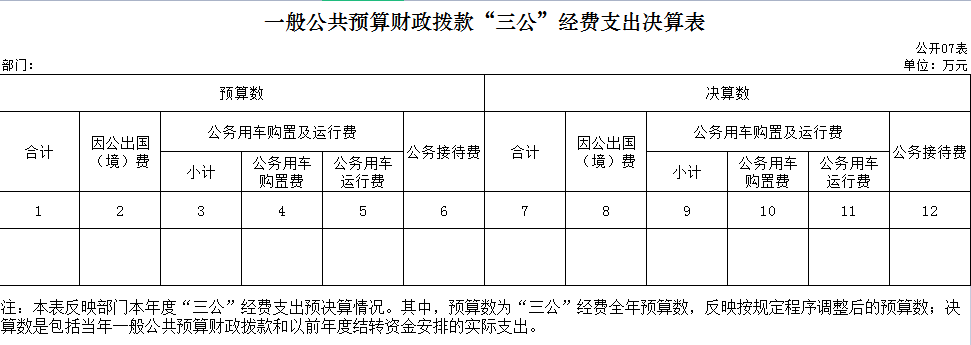 一般公共预算财政拨款“三公”经费支出决算表
公开07表
部门：
单位：万元
预算数
决算数
合计
因公出国
（境）费
公务用车购置及运行费
公务接待费
小计
公务用车
购置费
公务用车
运行费
合计
因公出国
（境）费
公务用车购置及运行费
公务接待费
小计
公务用车
购置费
公务用车
运行费
1 2 3 4 5 6 7 8 9 10 11 12
注：本表反映部门本年度“三公”经费支出预决算情况。其中，预算数为“三公”经费全年预算数，反映按规定程序调整后的预算数；决
算数是包括当年一般公共预算财政拨款和以前年度结转资金安排的实际支出。